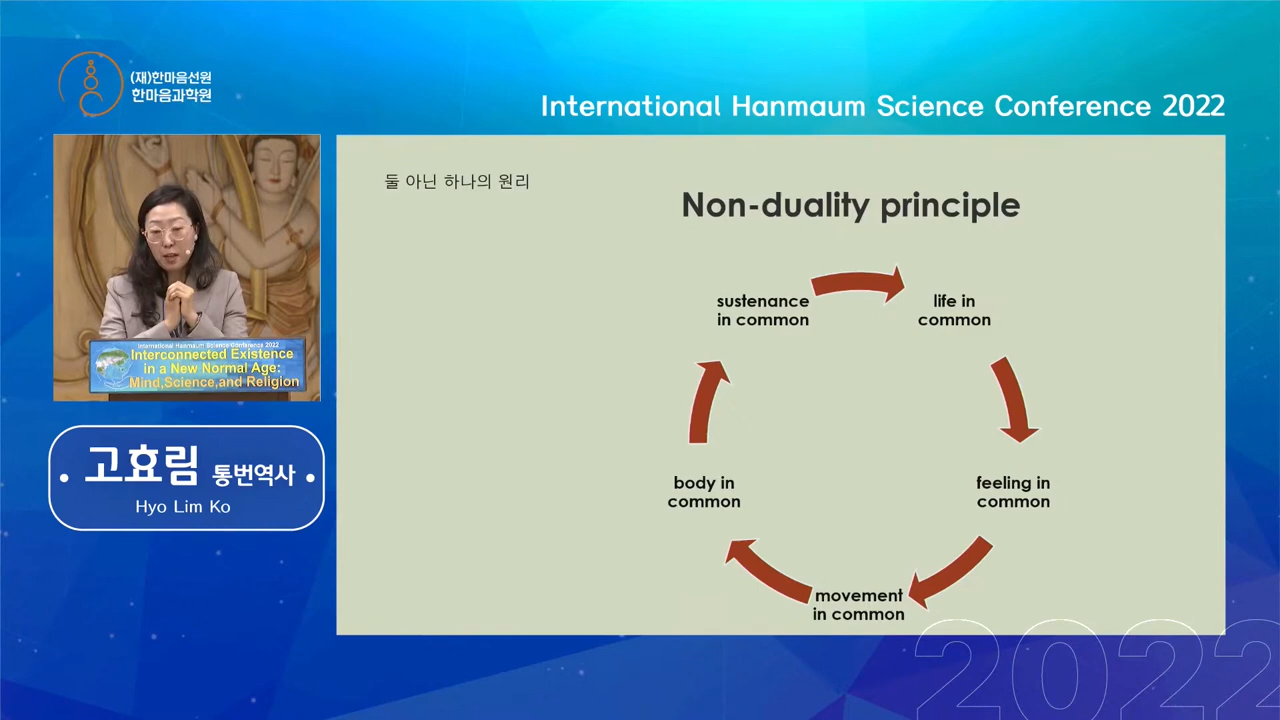 (재)한마음선원
한마음과학원
International Hanmaum Science Conference 2022
International Hanmaum Science Conference 2022
Interconnected Existence
in a New Normal Age:
Mind,Science,and Religion
고효림 통번역사
Hyo Lim Ko
둘 아닌 하나의 원리
Non-duality principle
sustenance
in common
life in
common
feeling in
common
movement
in common
body in
common
2022